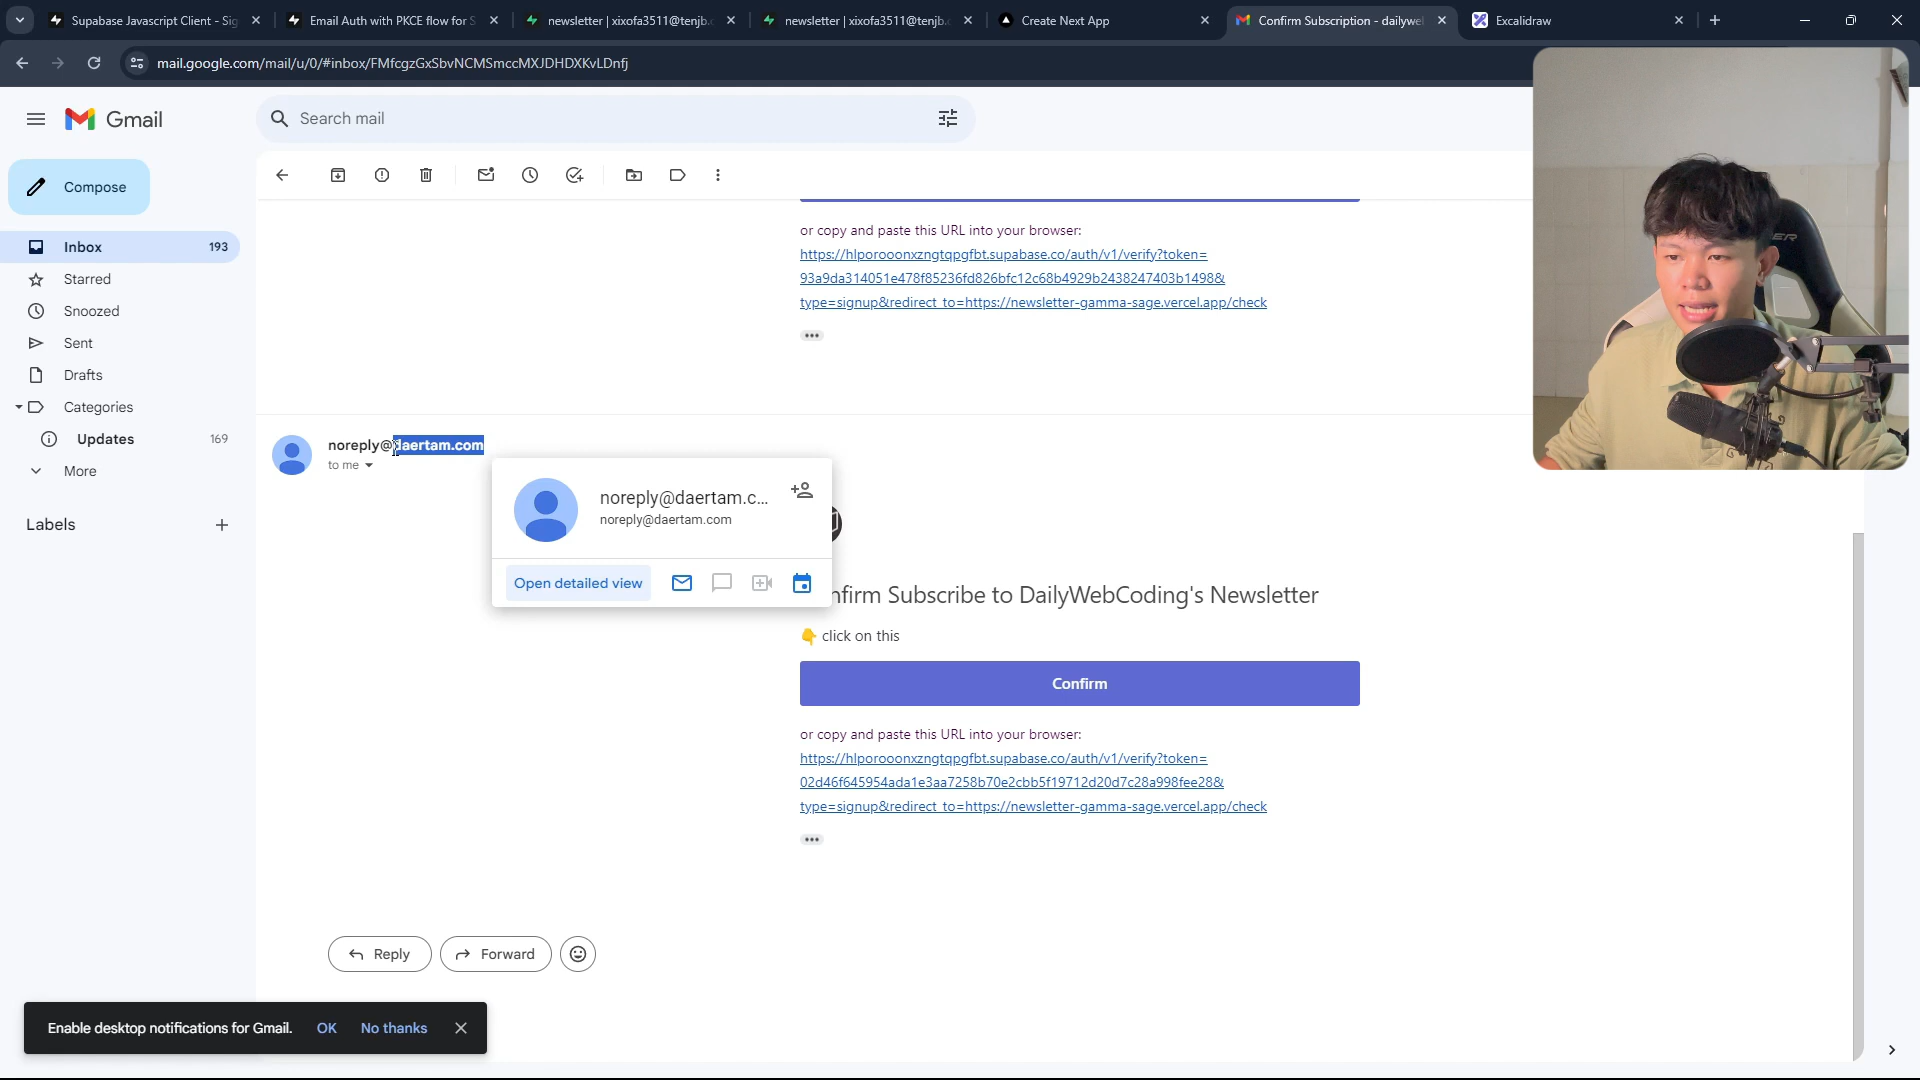 Supabase Javascript Client - Sig
Email Auth with PKCE flow for S
newsletter | xixofa3511@tenjb.c
newsletter | xixofa3511@tenjb.c
Create Next App
Confirm Subscription - dailywe
Excalidraw
mail.google.com/mail/u/0/#inbox/FMfcgzGxSbvNCMSmccMXJDHDXKvLDnfj
Gmail
Search mail
Compose
Inbox 193
Starred
Snoozed
Sent
Drafts
Categories
Updates 169
More
Labels
or copy and paste this URL into your browser:
https://hlporooonxzngtqpgfbt.supabase.co/auth/v1/verify?token=
93a9da314051e478f85236fd826bfc12c68b4929b2438247403b1498&
type=signup&redirect_to=https://newsletter-gamma-sage.vercel.app/check
noreply@daertam.com
to me
noreply@daertam.c...
noreply@daertam.com
Open detailed view
nfirm Subscribe to DailyWebCoding's Newsletter
👇 click on this
Confirm
or copy and paste this URL into your browser:
https://hlporooonxzngtqpgfbt.supabase.co/auth/v1/verify?token=
02d46f645954ada1e3aa7258b70e2cbb5f19712d20d7c28a998fee28&
type=signup&redirect_to=https://newsletter-gamma-sage.vercel.app/check
Reply
Forward
Enable desktop notifications for Gmail. OK No thanks